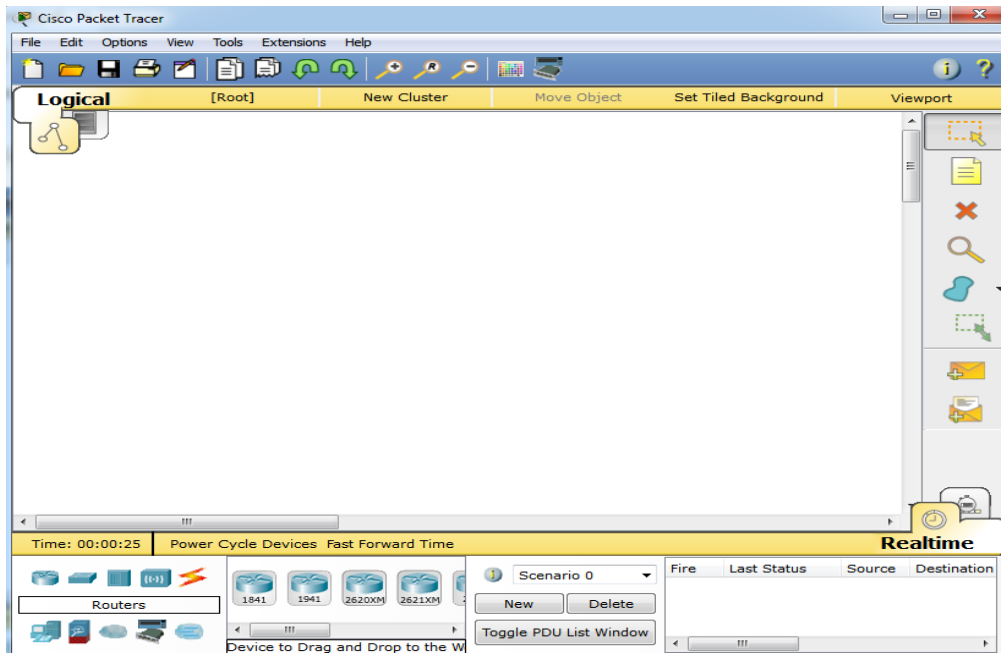 Cisco Packet Tracer
File Edit Options View Tools Extensions Help
Logical [Root] New Cluster Move Object Set Tiled Background Viewport
Time: 00:00:25 Power Cycle Devices Fast Forward Time Realtime
Routers
1841 1941 2620XM 2621XM
Device to Drag and Drop to the W
Scenario 0
New Delete
Toggle PDU List Window
Fire Last Status Source Destination